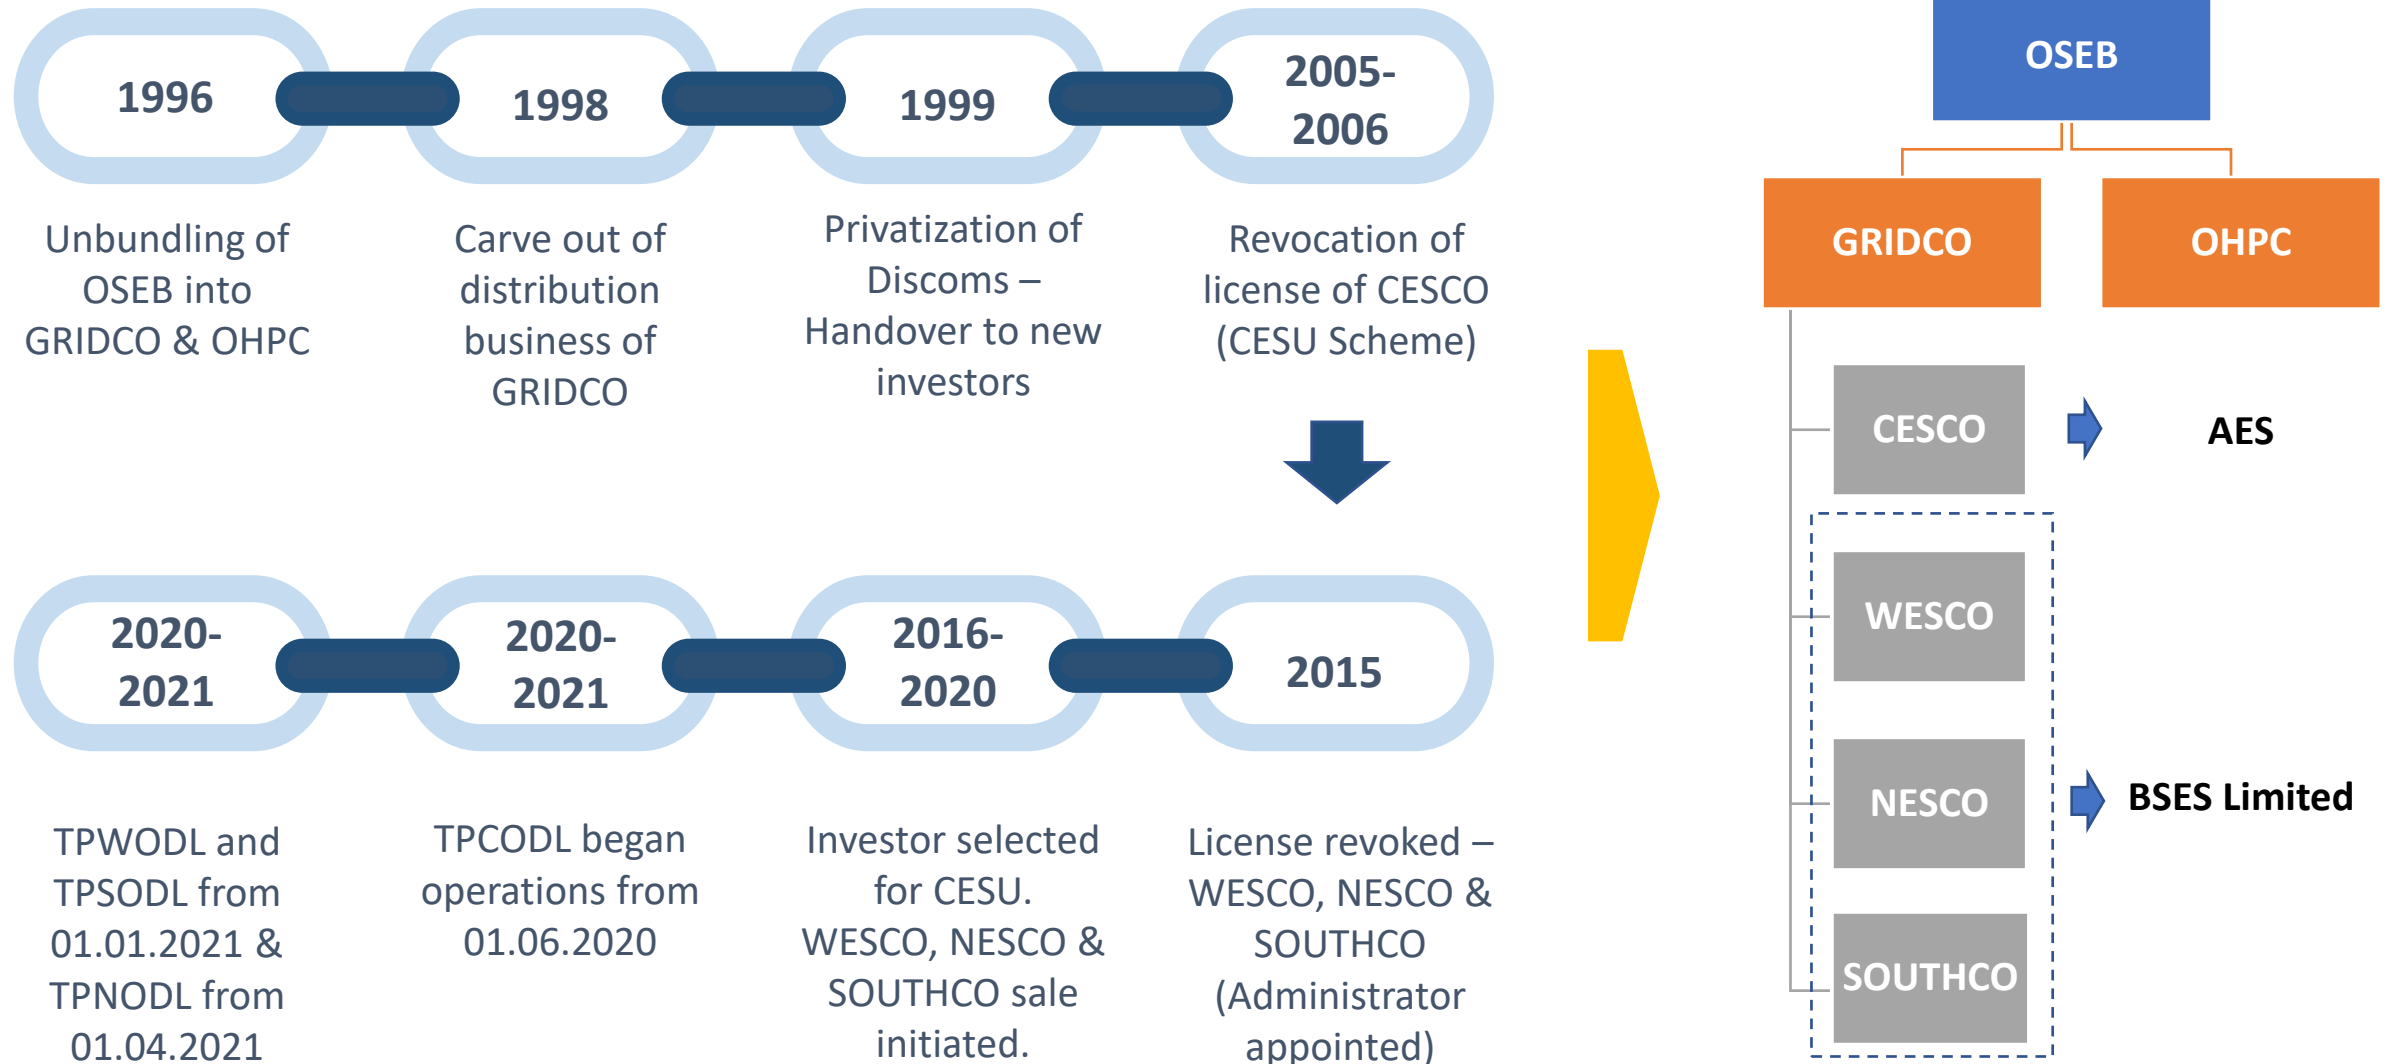 1996
Unbundling of
OSEB into
GRIDCO & OHPC
1998
Carve out of
distribution
business of
GRIDCO
1999
Privatization of
Discoms –
Handover to new
investors
2005-
2006
Revocation of
license of CESCO
(CESU Scheme)
2020-
2021
TPWODL and
TPSODL from
01.01.2021 &
TPNODL from
01.04.2021
2020-
2021
TPCODL began
operations from
01.06.2020
2016-
2020
Investor selected
for CESU.
WESCO, NESCO &
SOUTHCO sale
initiated.
2015
License revoked –
WESCO, NESCO &
SOUTHCO
(Administrator
appointed)
OSEB
GRIDCO
OHPC
CESCO
AES
WESCO
NESCO
BSES Limited
SOUTHCO